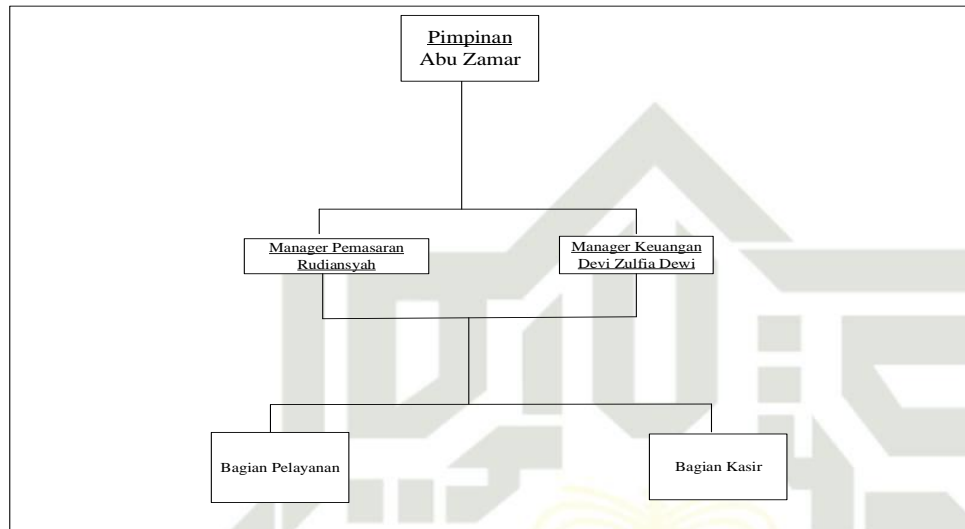 Pimpinan
Abu Zamar
Manager Pemasaran
Rudiansyah
Manager Keuangan
Devi Zulfia Dewi
Bagian Pelayanan
Bagian Kasir